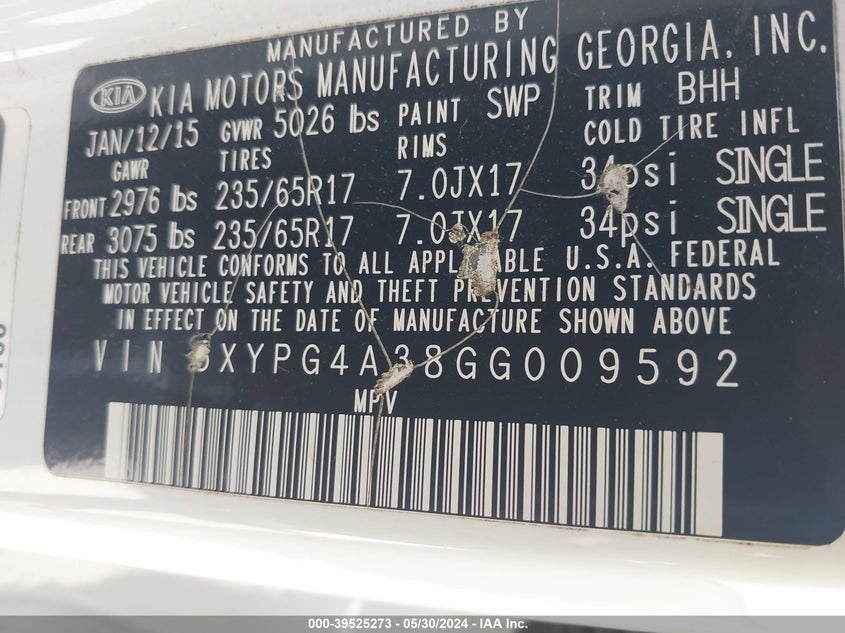 MANUFACTURED BY
KIA KIA MOTORS MANUFACTURING GEORGIA, INC.
JAN/12/15 GVWR 5026 lbs PAINT SWP TRIM BHH
GAWR TIRES RIMS COLD TIRE INFL
FRONT 2976 lbs 235/65R17 7.0JX17 34psi SINGLE
REAR 3075 lbs 235/65R17 7.0JX17 34psi SINGLE
THIS VEHICLE CONFORMS TO ALL APPLICABLE U.S.A. FEDERAL
MOTOR VEHICLE SAFETY AND THEFT PREVENTION STANDARDS
IN EFFECT ON THE DATE OF MANUFACTURE SHOWN ABOVE
VIN 5XYPG4A38GG009592
MPV
000-39525273 - 05/30/2024 - IAA Inc.